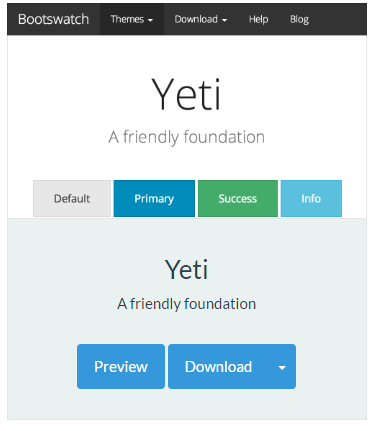 Bootswatch Themes Download Help Blog
Yeti
A friendly foundation
Default Primary Success Info
Yeti
A friendly foundation
Preview Download